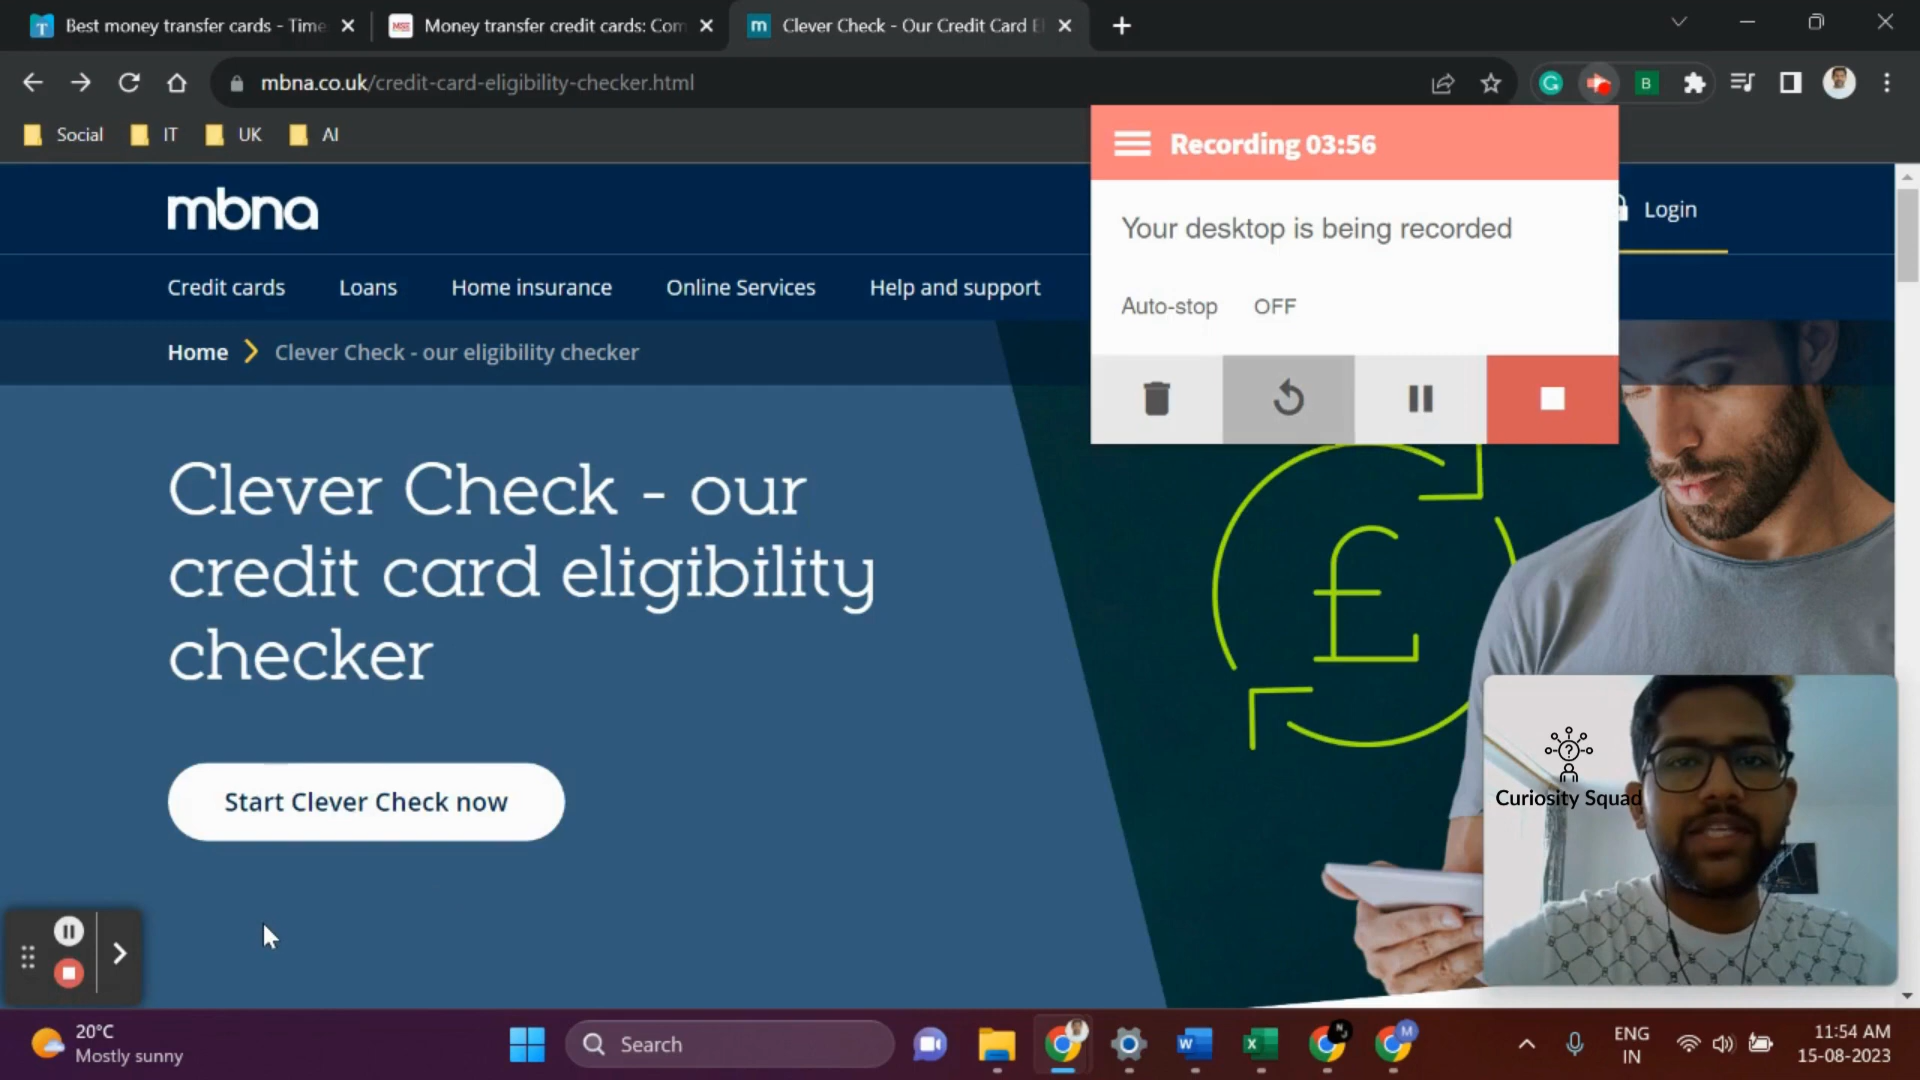 Best money transfer cards - Time
Money transfer credit cards: Com
Clever Check - Our Credit Card El
mbna.co.uk/credit-card-eligibility-checker.html
Social
IT
UK
AI
Recording 03:56
Your desktop is being recorded
Auto-stop OFF
mbna
Login
Credit cards
Loans
Home insurance
Online Services
Help and support
Home
Clever Check - our eligibility checker
Clever Check - our
credit card eligibility
checker
Start Clever Check now
£
Curiosity Squad
20°C
Mostly sunny
Search
ENG
IN
11:54 AM
15-08-2023